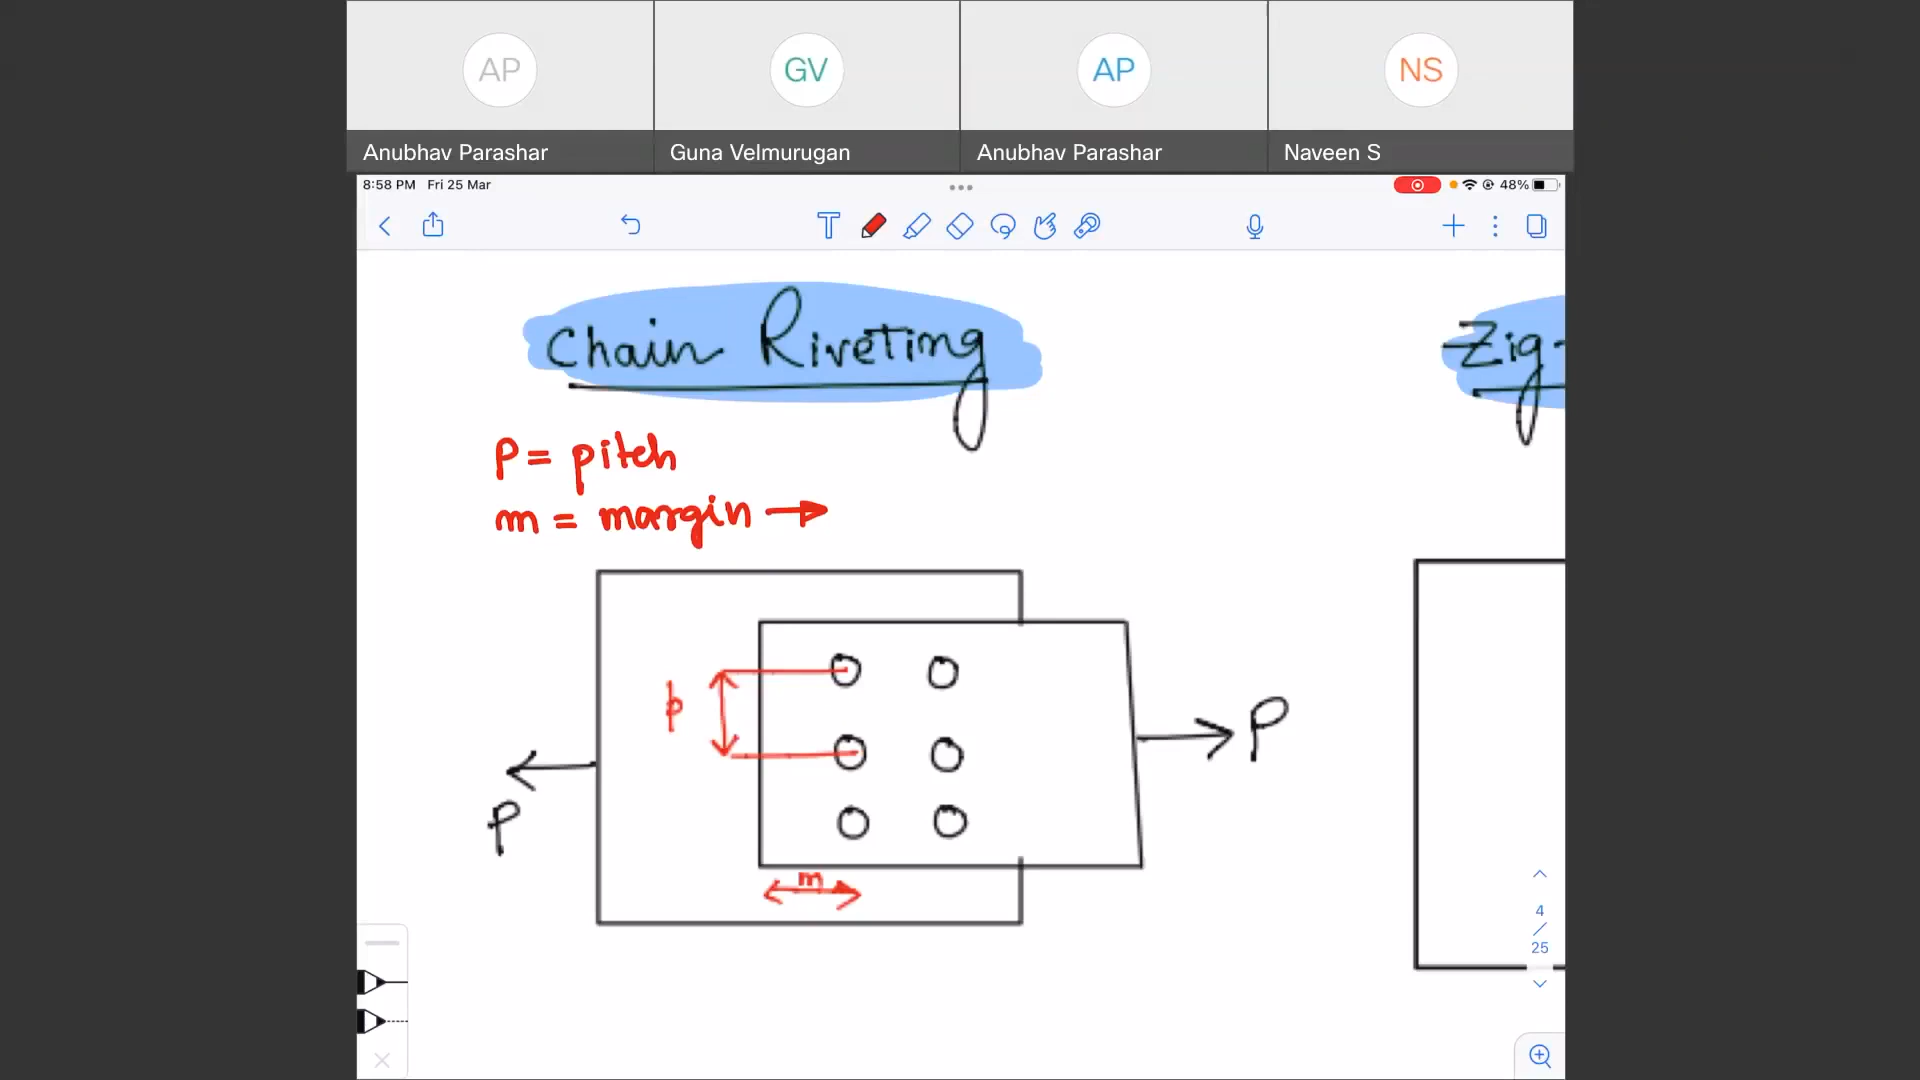 AP
GV
AP
NS
Anubhav Parashar
Guna Velmurugan
Anubhav Parashar
Naveen S
8:58 PM Fri 25 Mar
48%
Chain Riveting
Zig-
P = pitch
m = margin →
p
P
P
m
4
/
25